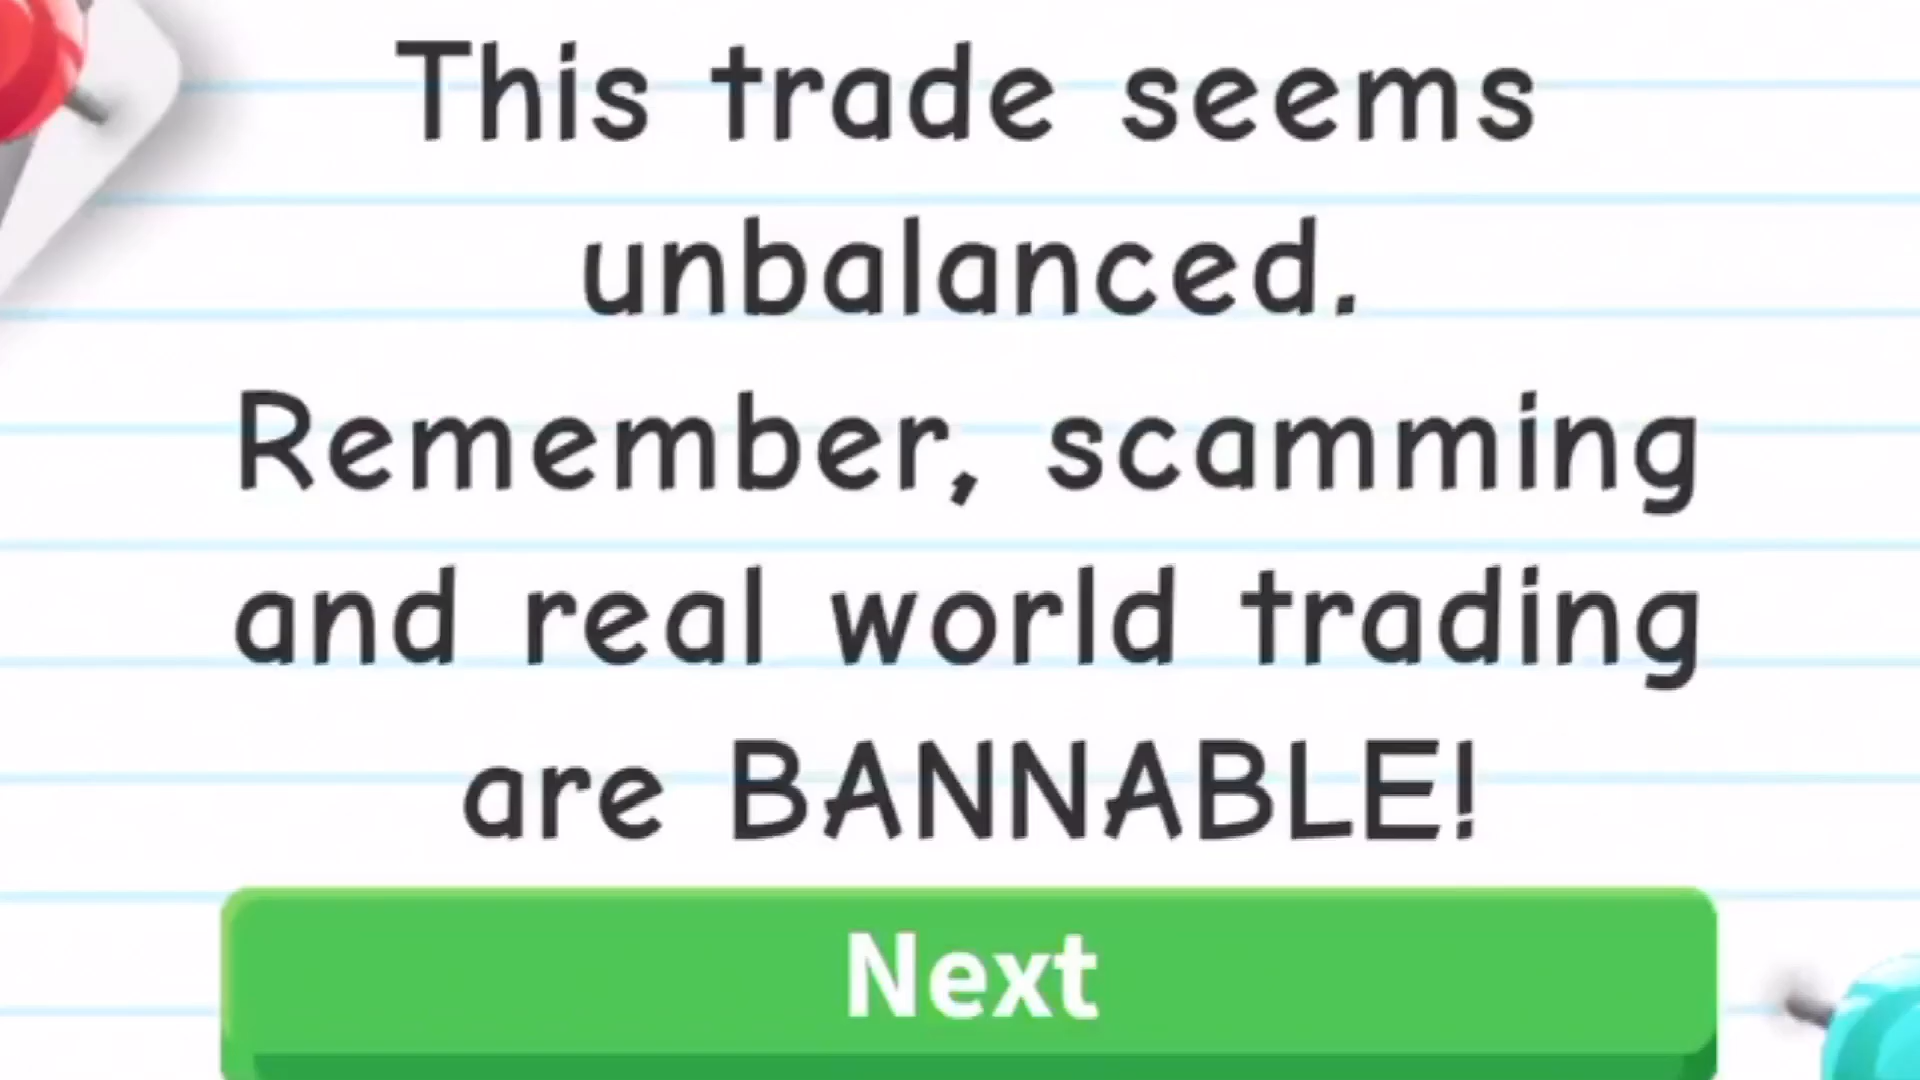 This trade seems
unbalanced.
Remember, scamming
and real world trading
are BANNABLE!
Next